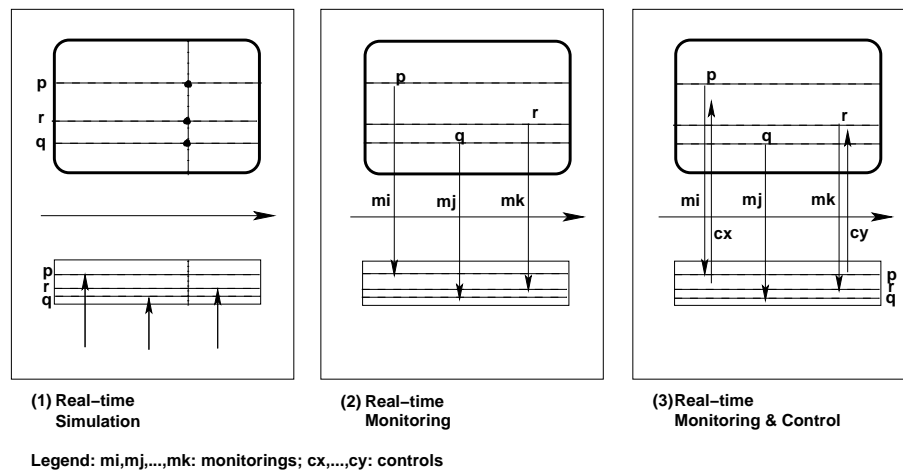 p
r
q
p
r
q
p
r
q
mi
mj
mk
p
r
q
mi
mj
mk
cx
cy
p
r
q
(1) Real-time
Simulation
(2) Real-time
Monitoring
(3) Real-time
Monitoring & Control
Legend: mi,mj,...,mk: monitorings; cx,...,cy: controls